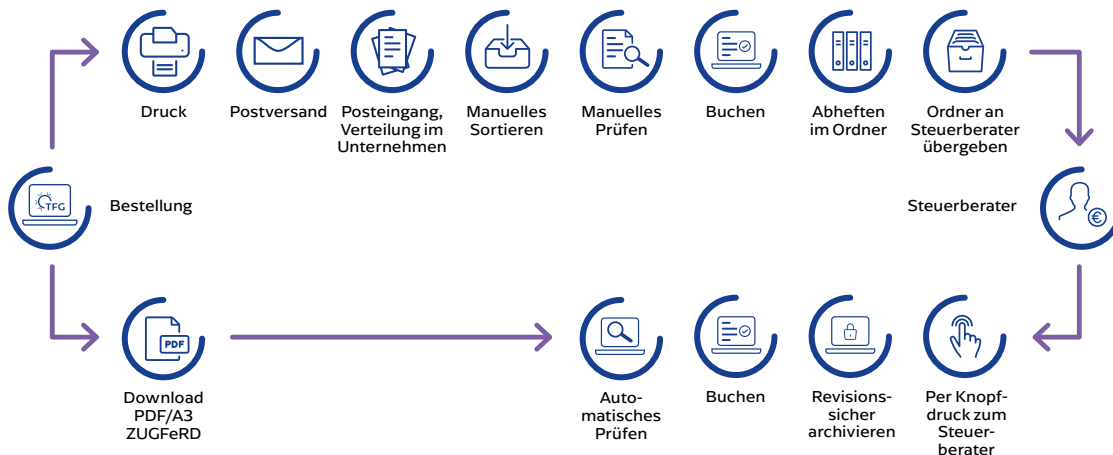 Druck
Postversand
Posteingang,
Verteilung im
Unternehmen
Manuelles
Sortieren
Manuelles
Prüfen
Buchen
Abheften
im Ordner
Ordner an
Steuerberater
übergeben
TFG
Bestellung
Steuerberater
€
PDF
Download
PDF/A3
ZUGFeRD
Auto-
matisches
Prüfen
Buchen
Revisions-
sicher
archivieren
Per Knopf-
druck zum
Steuer-
berater